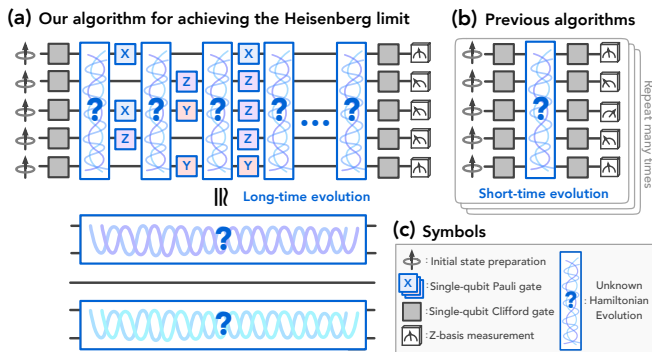 (a) Our algorithm for achieving the Heisenberg limit
X X
Z Z
? X ? Y ? Z ? ... ?
Z Z
Y Y
Long-time evolution
?
?
(b) Previous algorithms
?
Short-time evolution
Repeat many times
(c) Symbols
: Initial state preparation
X : Single-qubit Pauli gate
: Single-qubit Clifford gate
: Z-basis measurement
?
Unknown
: Hamiltonian
Evolution